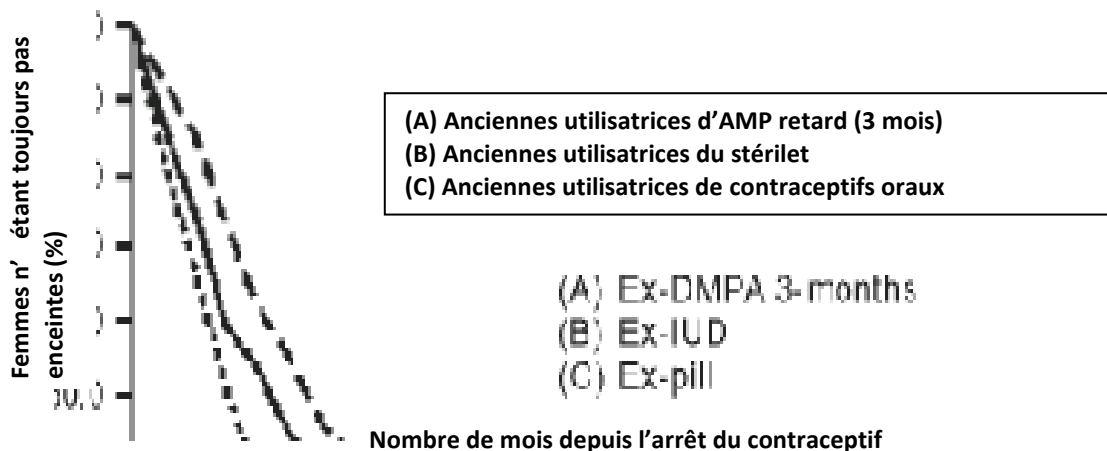 Femmes n' étant toujours pas
enceintes (%)
(A) Anciennes utilisatrices d'AMP retard (3 mois)
(B) Anciennes utilisatrices du stérilet
(C) Anciennes utilisatrices de contraceptifs oraux
(A) Ex-DMPA 3-months
(B) Ex-IUD
(C) Ex-pill
Nombre de mois depuis l'arrêt du contraceptif